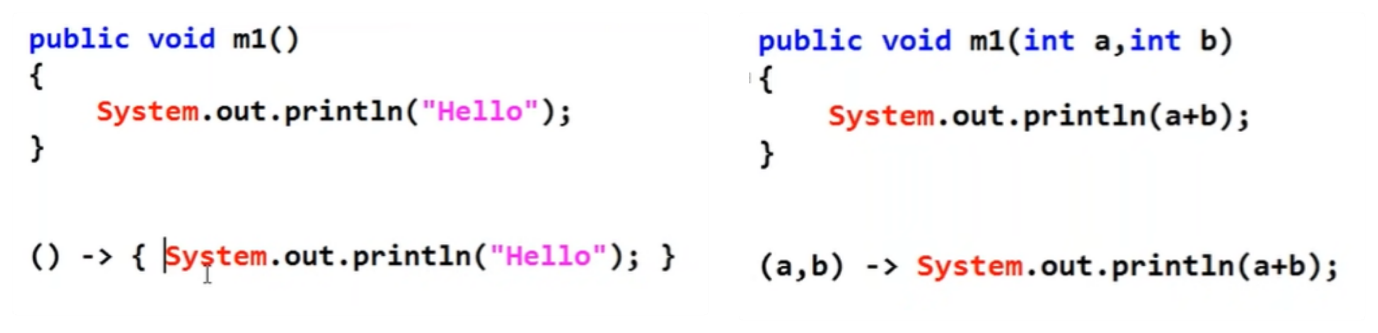 public void m1()
{
    System.out.println("Hello");
}
() -> { System.out.println("Hello"); }
public void m1(int a,int b)
{
    System.out.println(a+b);
}
(a,b) -> System.out.println(a+b);